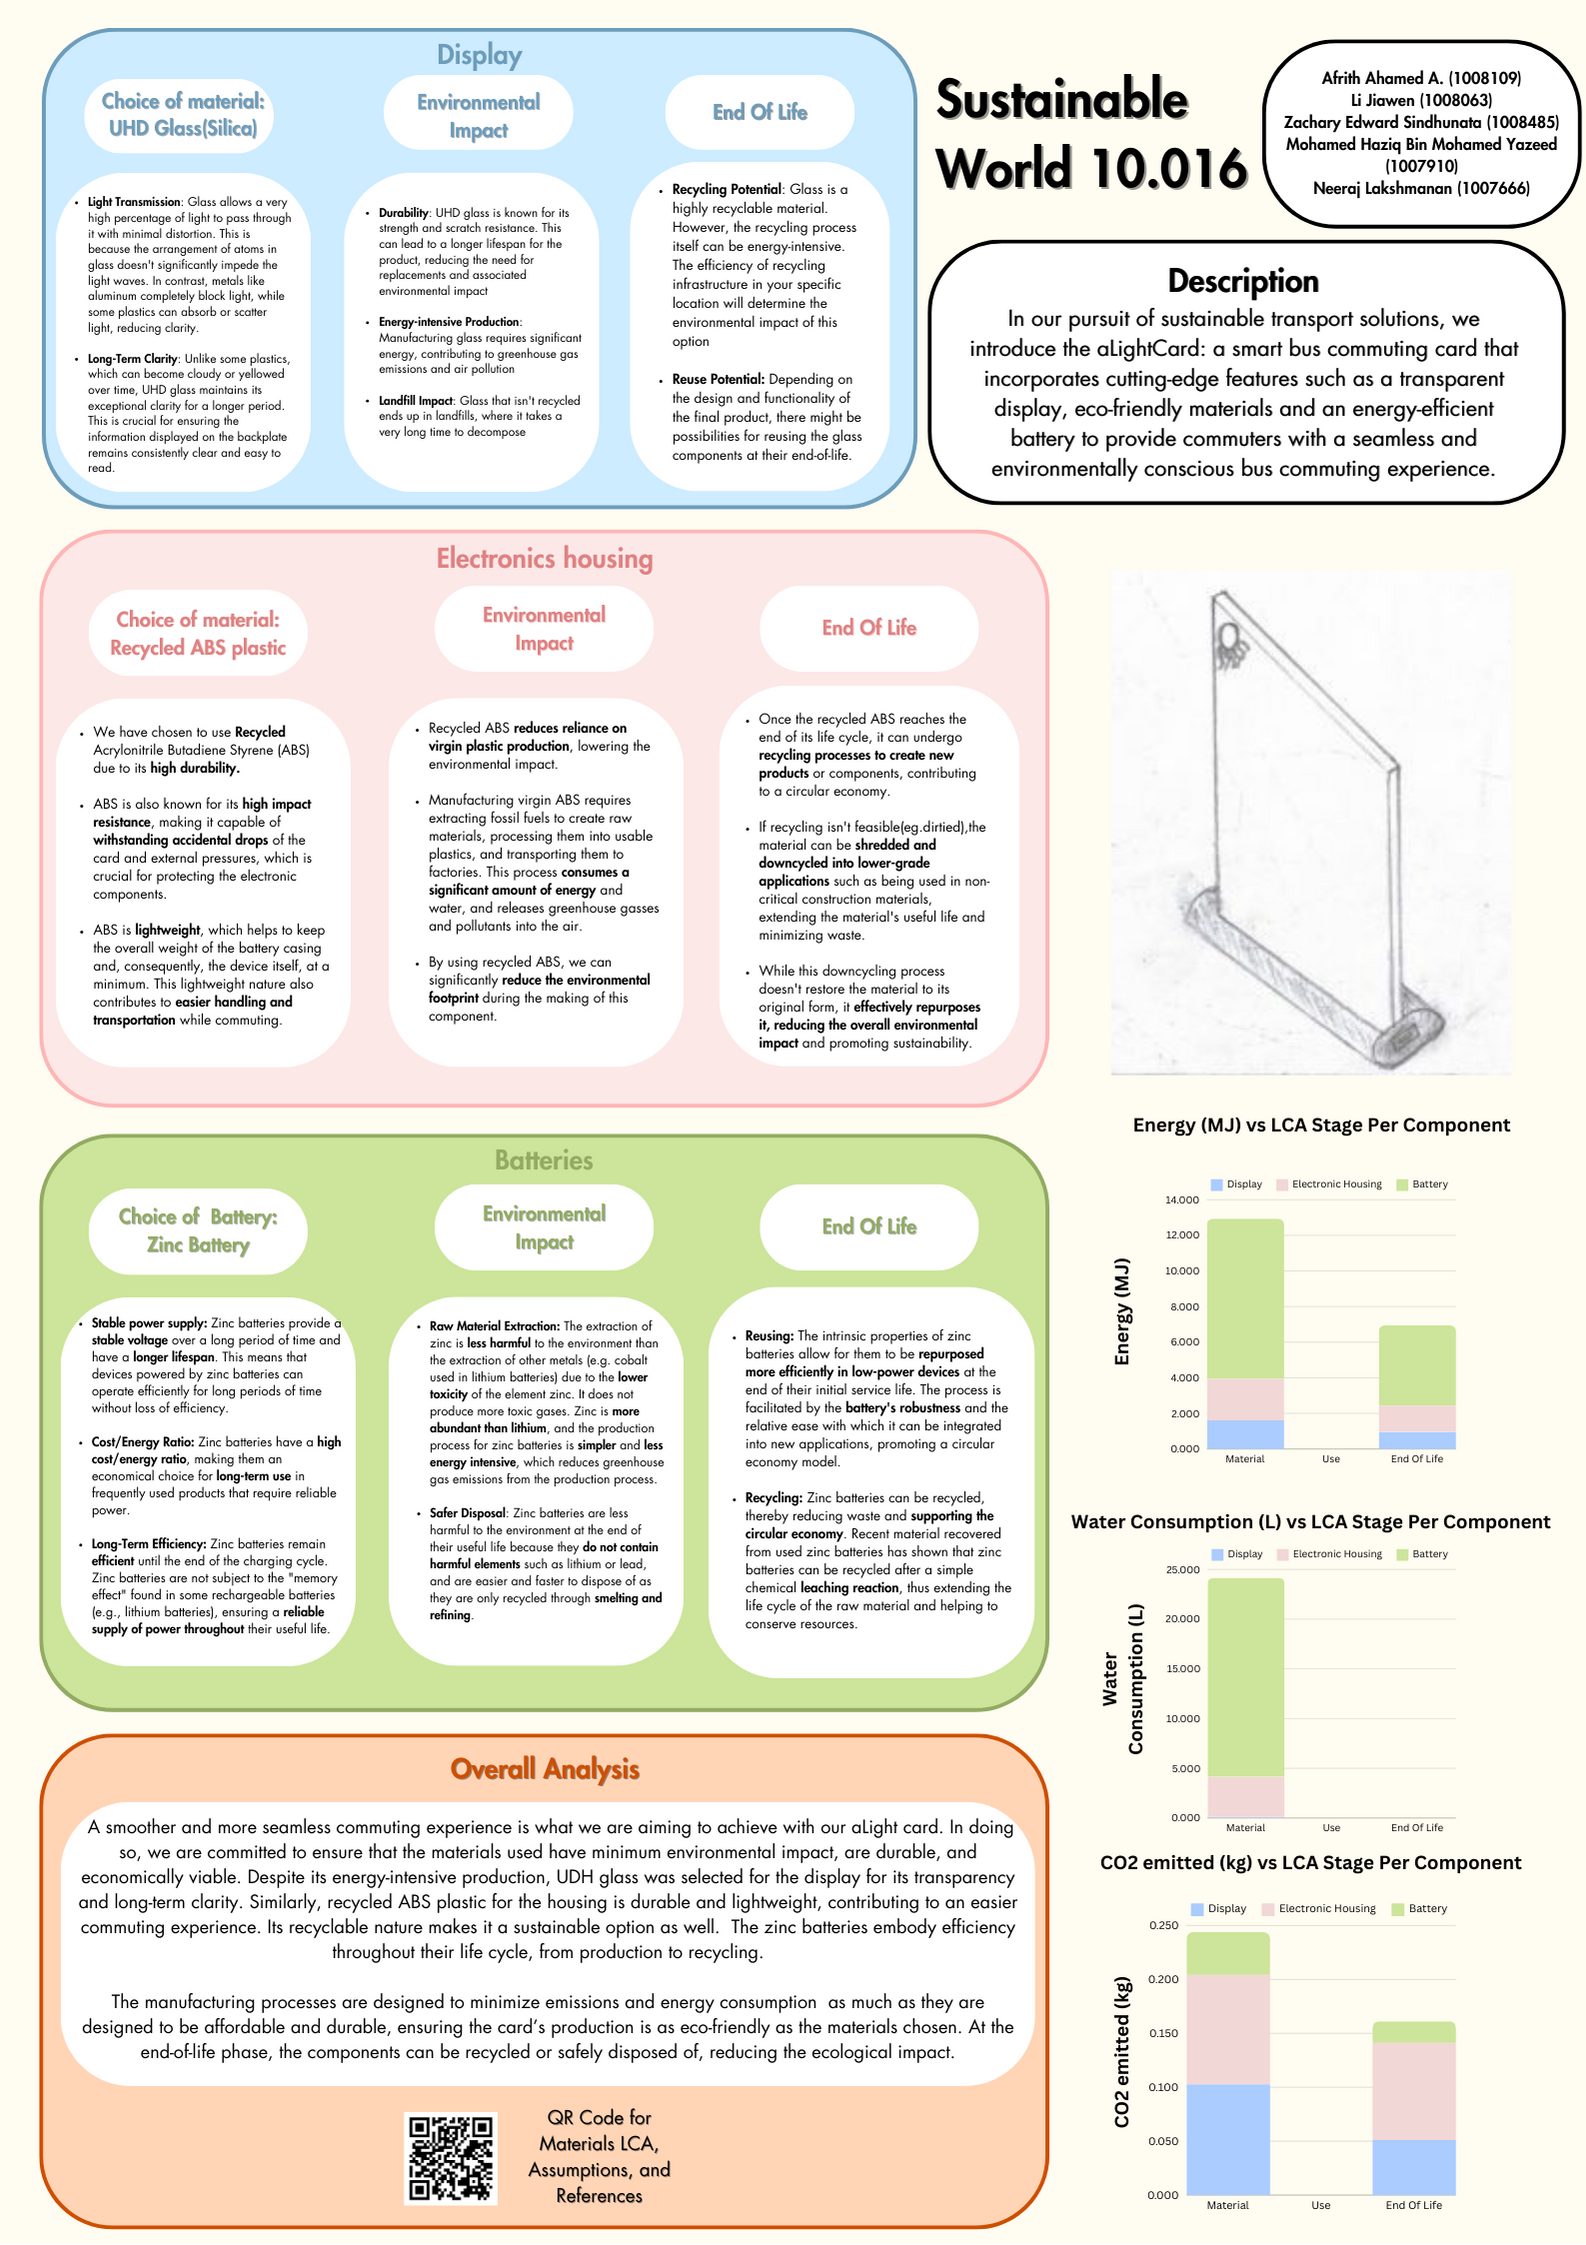 Display
Choice of material:
UHD Glass(Silica)
Environmental
Impact
End Of Life
• Light Transmission: Glass allows a very
high percentage of light to pass through
it with minimal distortion. This is
because the arrangement of atoms in
glass doesn't significantly impede the
light waves. In contrast, metals like
aluminum completely block light, while
some plastics can absorb or scatter
light, reducing clarity.
• Long-Term Clarity: Unlike some plastics,
which can become cloudy or yellowed
over time, UHD glass maintains its
exceptional clarity for a longer period.
This is crucial for ensuring the
information displayed on the backplate
remains consistently clear and easy to
read.
• Durability: UHD glass is known for its
strength and scratch resistance. This
can lead to a longer lifespan for the
product, reducing the need for
replacements and associated
environmental impact
• Energy-intensive Production:
Manufacturing glass requires significant
energy, contributing to greenhouse gas
emissions and air pollution
• Landfill Impact: Glass that isn't recycled
ends up in landfills, where it takes a
very long time to decompose
• Recycling Potential: Glass is a
highly recyclable material.
However, the recycling process
itself can be energy-intensive.
The efficiency of recycling
infrastructure in your specific
location will determine the
environmental impact of this
option
• Reuse Potential: Depending on
the design and functionality of
the final product, there might be
possibilities for reusing the glass
components at their end-of-life.
Sustainable
World 10.016
Afrith Ahamed A. (1008109)
Li Jiawen (1008063)
Zachary Edward Sindhunata (1008485)
Mohamed Haziq Bin Mohamed Yazeed
(1007910)
Neeraj Lakshmanan (1007666)
Description
In our pursuit of sustainable transport solutions, we
introduce the aLightCard: a smart bus commuting card that
incorporates cutting-edge features such as a transparent
display, eco-friendly materials and an energy-efficient
battery to provide commuters with a seamless and
environmentally conscious bus commuting experience.
Electronics housing
Choice of material:
Recycled ABS plastic
Environmental
Impact
End Of Life
• We have chosen to use Recycled
Acrylonitrile Butadiene Styrene (ABS)
due to its high durability.
• ABS is also known for its high impact
resistance, making it capable of
withstanding accidental drops of the
card and external pressures, which is
crucial for protecting the electronic
components.
• ABS is lightweight, which helps to keep
the overall weight of the battery casing
and, consequently, the device itself, at a
minimum. This lightweight nature also
contributes to easier handling and
transportation while commuting.
• Recycled ABS reduces reliance on
virgin plastic production, lowering the
environmental impact.
• Manufacturing virgin ABS requires
extracting fossil fuels to create raw
materials, processing them into usable
plastics, and transporting them to
factories. This process consumes a
significant amount of energy and
water, and releases greenhouse gasses
and pollutants into the air.
• By using recycled ABS, we can
significantly reduce the environmental
footprint during the making of this
component.
• Once the recycled ABS reaches the
end of its life cycle, it can undergo
recycling processes to create new
products or components, contributing
to a circular economy.
• If recycling isn't feasible(eg.dirtied),the
material can be shredded and
downcycled into lower-grade
applications such as being used in non-
critical construction materials,
extending the material's useful life and
minimizing waste.
• While this downcycling process
doesn't restore the material to its
original form, it effectively repurposes
it, reducing the overall environmental
impact and promoting sustainability.
Batteries
Choice of  Battery:
Zinc Battery
Environmental
Impact
End Of Life
• Stable power supply: Zinc batteries provide a
stable voltage over a long period of time and
have a longer lifespan. This means that
devices powered by zinc batteries can
operate efficiently for long periods of time
without loss of efficiency.
• Cost/Energy Ratio: Zinc batteries have a high
cost/energy ratio, making them an
economical choice for long-term use in
frequently used products that require reliable
power.
• Long-Term Efficiency: Zinc batteries remain
efficient until the end of the charging cycle.
Zinc batteries are not subject to the "memory
effect" found in some rechargeable batteries
(e.g., lithium batteries), ensuring a reliable
supply of power throughout their useful life.
• Raw Material Extraction: The extraction of
zinc is less harmful to the environment than
the extraction of other metals (e.g. cobalt
used in lithium batteries) due to the lower
toxicity of the element zinc. It does not
produce more toxic gases. Zinc is more
abundant than lithium, and the production
process for zinc batteries is simpler and less
energy intensive, which reduces greenhouse
gas emissions from the production process.
• Safer Disposal: Zinc batteries are less
harmful to the environment at the end of
their useful life because they do not contain
harmful elements such as lithium or lead,
and are easier and faster to dispose of as
they are only recycled through smelting and
refining.
• Reusing: The intrinsic properties of zinc
batteries allow for them to be repurposed
more efficiently in low-power devices at the
end of their initial service life. The process is
facilitated by the battery's robustness and the
relative ease with which it can be integrated
into new applications, promoting a circular
economy model.
• Recycling: Zinc batteries can be recycled,
thereby reducing waste and supporting the
circular economy. Recent material recovered
from used zinc batteries has shown that zinc
batteries can be recycled after a simple
chemical leaching reaction, thus extending the
life cycle of the raw material and helping to
conserve resources.
Energy (MJ) vs LCA Stage Per Component
Display Electronic Housing Battery
Energy (MJ)
14.000
12.000
10.000
8.000
6.000
4.000
2.000
0.000
Material Use End Of Life
Water Consumption (L) vs LCA Stage Per Component
Display Electronic Housing Battery
Water
Consumption (L)
25.000
20.000
15.000
10.000
5.000
0.000
Material Use End Of Life
CO2 emitted (kg) vs LCA Stage Per Component
Display Electronic Housing Battery
CO2 emitted (kg)
0.250
0.200
0.150
0.100
0.050
0.000
Material Use End Of Life
Overall Analysis
A smoother and more seamless commuting experience is what we are aiming to achieve with our aLight card. In doing
so, we are committed to ensure that the materials used have minimum environmental impact, are durable, and
economically viable. Despite its energy-intensive production, UDH glass was selected for the display for its transparency
and long-term clarity. Similarly, recycled ABS plastic for the housing is durable and lightweight, contributing to an easier
commuting experience. Its recyclable nature makes it a sustainable option as well.  The zinc batteries embody efficiency
throughout their life cycle, from production to recycling.
The manufacturing processes are designed to minimize emissions and energy consumption  as much as they are
designed to be affordable and durable, ensuring the card's production is as eco-friendly as the materials chosen. At the
end-of-life phase, the components can be recycled or safely disposed of, reducing the ecological impact.
QR Code for
Materials LCA,
Assumptions, and
References